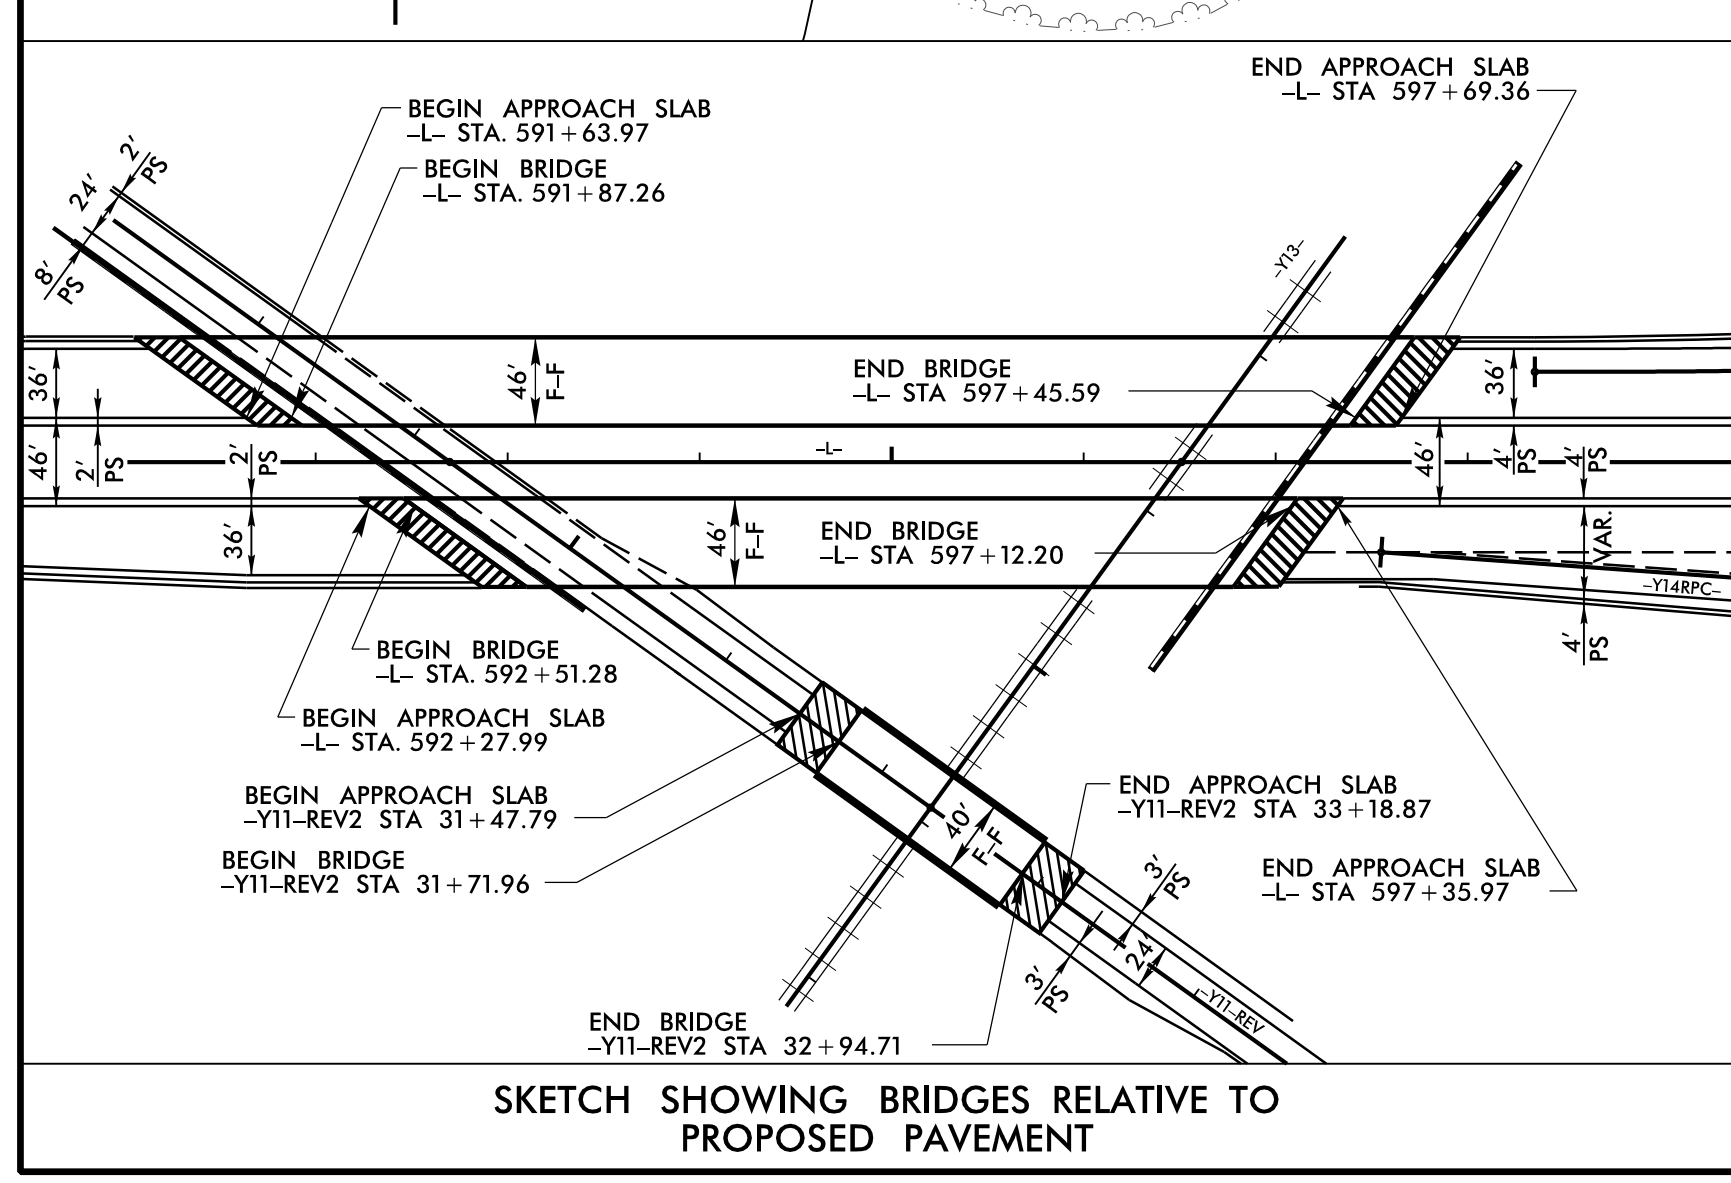 END APPROACH SLAB
–L– STA 597+69.36
BEGIN APPROACH SLAB
–L– STA. 591+63.97
BEGIN BRIDGE
–L– STA. 591+87.26
2'
PS
24'
8'
PS
–Y13–
36'
46'
F–F
END BRIDGE
–L– STA 597+45.59
36'
46'
2'
PS
2'
PS
–L–
46'
4'
PS
4'
PS
36'
46'
F–F
END BRIDGE
–L– STA 597+12.20
VAR.
–Y14RPC–
4'
PS
BEGIN BRIDGE
–L– STA. 592+51.28
BEGIN APPROACH SLAB
–L– STA. 592+27.99
BEGIN APPROACH SLAB
–Y11–REV2 STA 31+47.79
BEGIN BRIDGE
–Y11–REV2 STA 31+71.96
40'
F–F
END APPROACH SLAB
–Y11–REV2 STA 33+18.87
END APPROACH SLAB
–L– STA 597+35.97
3'
PS
24'
3'
PS
–Y11–REV
END BRIDGE
–Y11–REV2 STA 32+94.71
SKETCH SHOWING BRIDGES RELATIVE TO
PROPOSED PAVEMENT